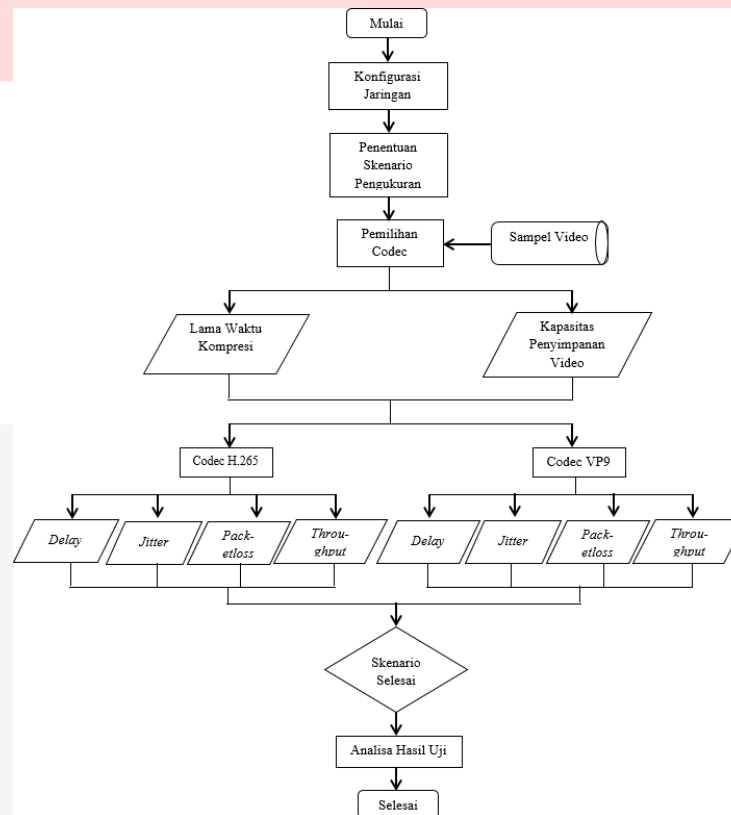 Mulai
Konfigurasi
Jaringan
Penentuan
Skenario
Pengukuran
Pemilihan
Codec
Sampel Video
Lama Waktu
Kompresi
Kapasitas
Penyimpanan
Video
Codec H.265
Codec VP9
Delay
Jitter
Pack-
etloss
Throu-
ghput
Delay
Jitter
Pack-
etloss
Throu-
ghput
Skenario
Selesai
Analisa Hasil Uji
Selesai